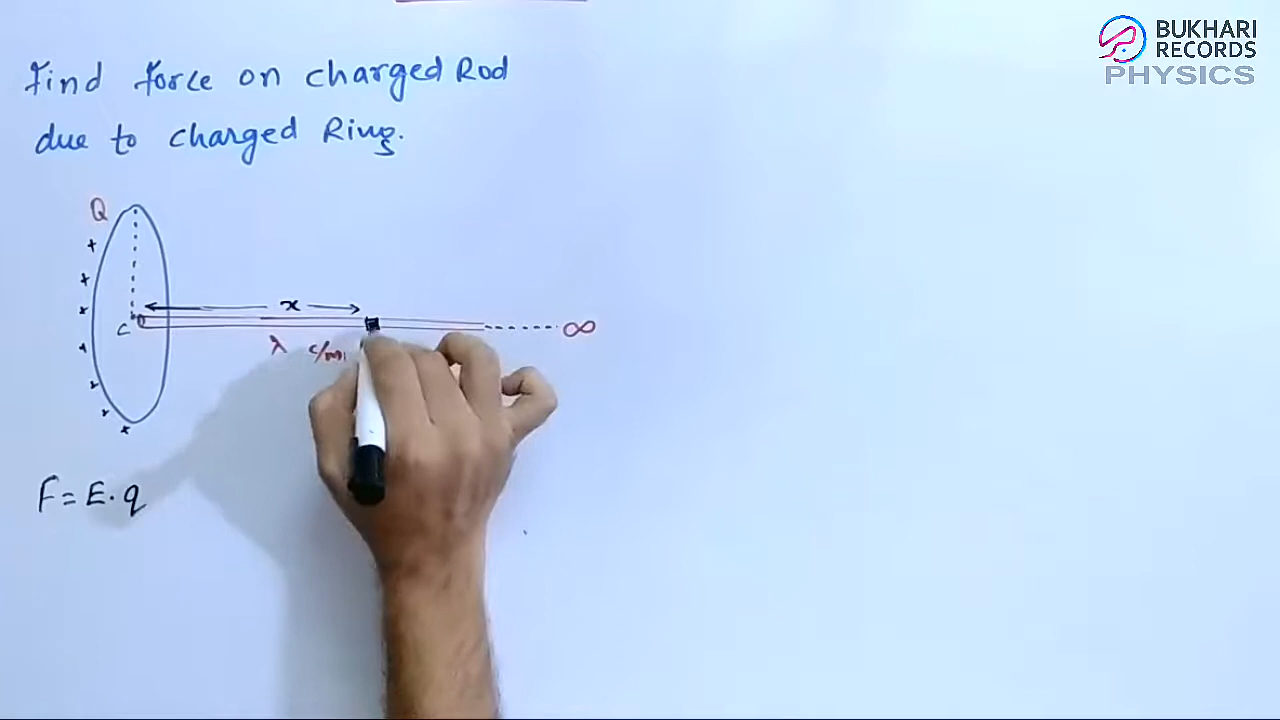 BUKHARI
RECORDS
PHYSICS
Find force on charged Rod
due to charged Ring.
Q
x
C
∞
λ c/m
F = E · q